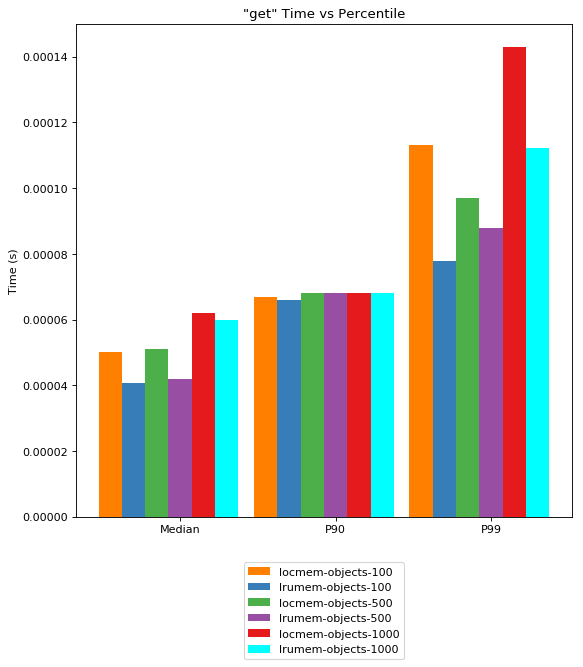 "get" Time vs Percentile
0.00014
0.00012
0.00010
0.00008
0.00006
0.00004
0.00002
0.00000
Time (s)
Median P90 P99
locmem-objects-100
lrumem-objects-100
locmem-objects-500
lrumem-objects-500
locmem-objects-1000
lrumem-objects-1000